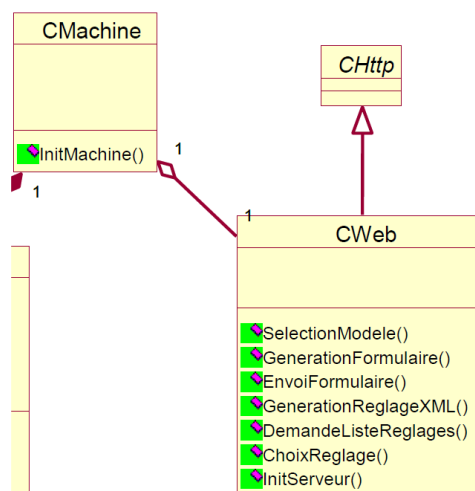 CMachine
CHttp
InitMachine()
1
1
1
CWeb
SelectionModele()
GenerationFormulaire()
EnvoiFormulaire()
GenerationReglageXML()
DemandeListeReglages()
ChoixReglage()
InitServeur()